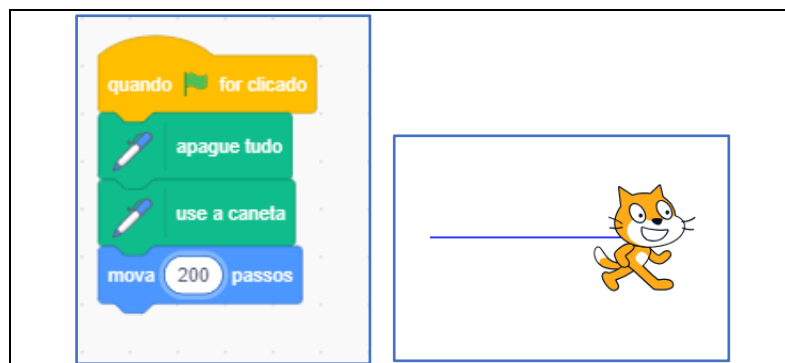 quando for clicado
apague tudo
use a caneta
mova 200 passos